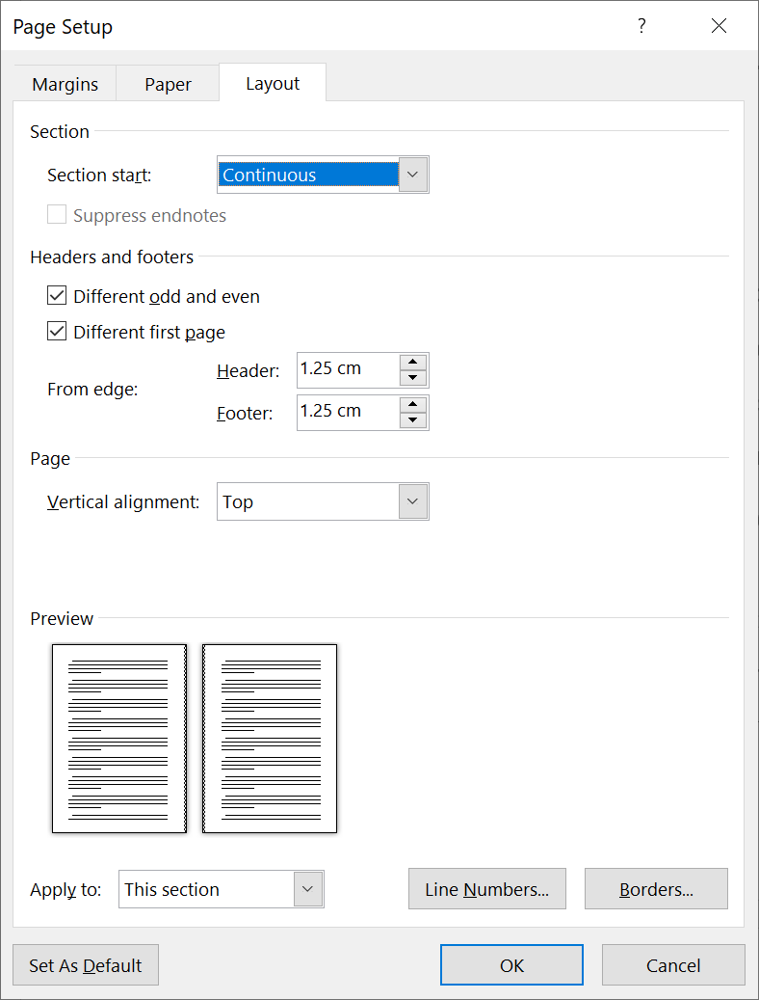 Page Setup ?
Margins Paper Layout
Section
Section start: Continuous
Suppress endnotes
Headers and footers
Different odd and even
Different first page
From edge:
Header: 1.25 cm
Footer: 1.25 cm
Page
Vertical alignment: Top
Preview
Apply to: This section Line Numbers... Borders...
Set As Default OK Cancel